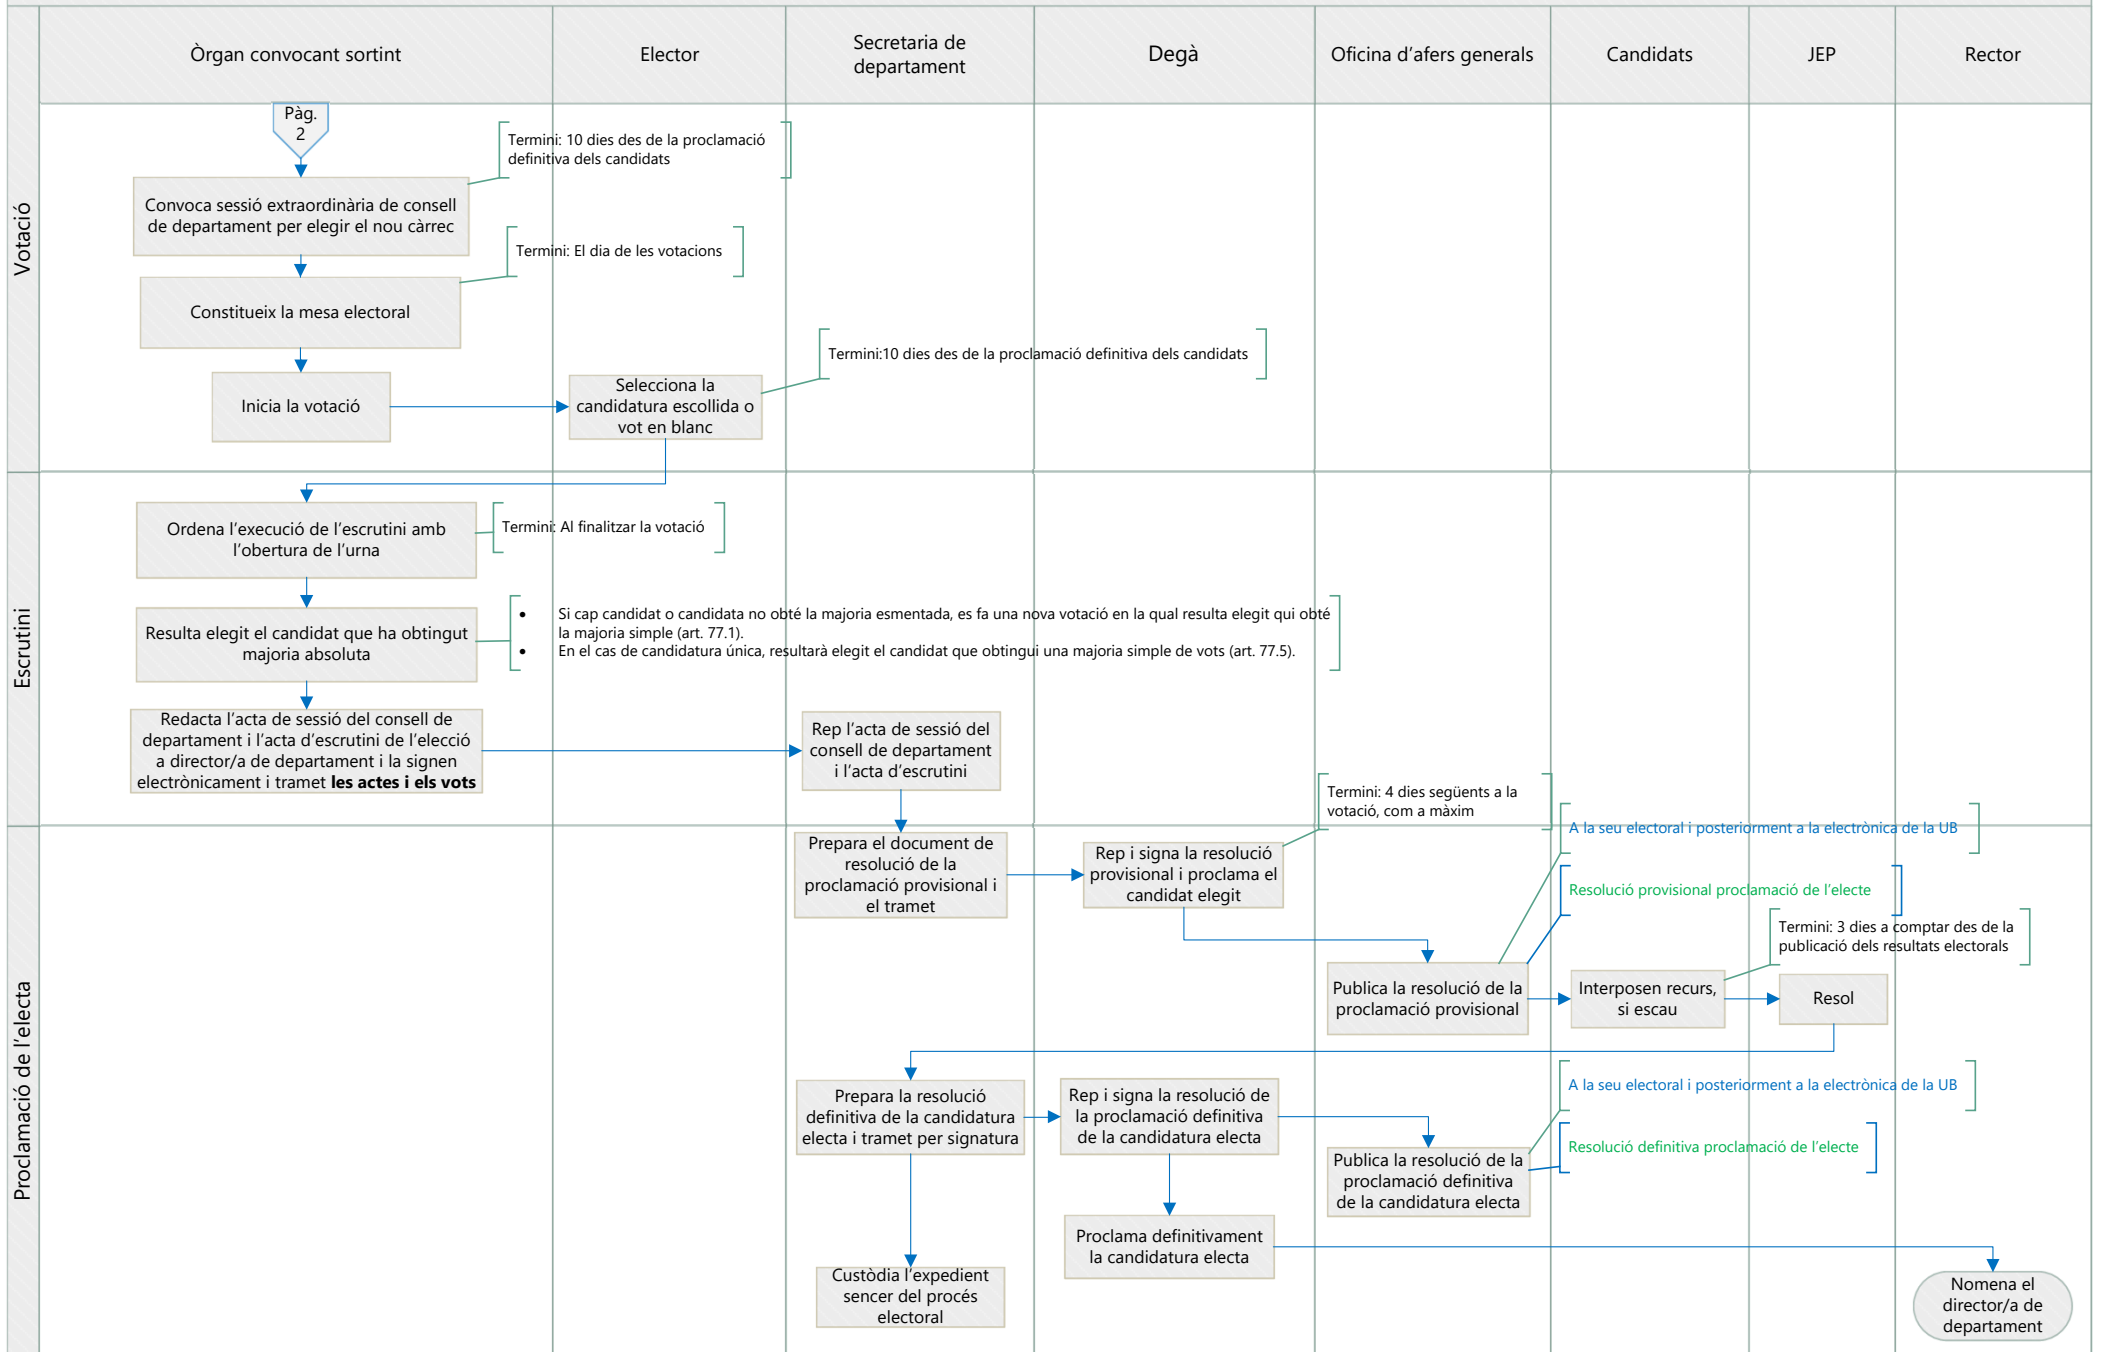 Òrgan convocant sortint
Elector
Secretaria de
departament
Degà
Oficina d'afers generals
Candidats
JEP
Rector
Votació
Pàg.
2
Termini: 10 dies des de la proclamació
definitiva dels candidats
Convoca sessió extraordinària de consell
de departament per elegir el nou càrrec
Termini: El dia de les votacions
Constitueix la mesa electoral
Termini:10 dies des de la proclamació definitiva dels candidats
Inicia la votació
Selecciona la
candidatura escollida o
vot en blanc
Escrutini
Ordena l'execució de l'escrutini amb
l'obertura de l'urna
Termini: Al finalitzar la votació
Resulta elegit el candidat que ha obtingut
majoria absoluta
• Si cap candidat o candidata no obté la majoria esmentada, es fa una nova votació en la qual resulta elegit qui obté
la majoria simple (art. 77.1).
• En el cas de candidatura única, resultarà elegit el candidat que obtingui una majoria simple de vots (art. 77.5).
Redacta l'acta de sessió del consell de
departament i l'acta d'escrutini de l'elecció
a director/a de departament i la signen
electrònicament i tramet les actes i els vots
Rep l'acta de sessió del
consell de departament
i l'acta d'escrutini
Proclamació de l'electa
Prepara el document de
resolució de la
proclamació provisional i
el tramet
Termini: 4 dies següents a la
votació, com a màxim
Rep i signa la resolució
provisional i proclama el
candidat elegit
A la seu electoral i posteriorment a la electrònica de la UB
Resolució provisional proclamació de l'electe
Termini: 3 dies a comptar des de la
publicació dels resultats electorals
Publica la resolució de la
proclamació provisional
Interposen recurs,
si escau
Resol
Prepara la resolució
definitiva de la candidatura
electa i tramet per signatura
Rep i signa la resolució de
la proclamació definitiva
de la candidatura electa
A la seu electoral i posteriorment a la electrònica de la UB
Resolució definitiva proclamació de l'electe
Publica la resolució de la
proclamació definitiva
de la candidatura electa
Proclama definitivament
la candidatura electa
Custòdia l'expedient
sencer del procés
electoral
Nomena el
director/a de
departament